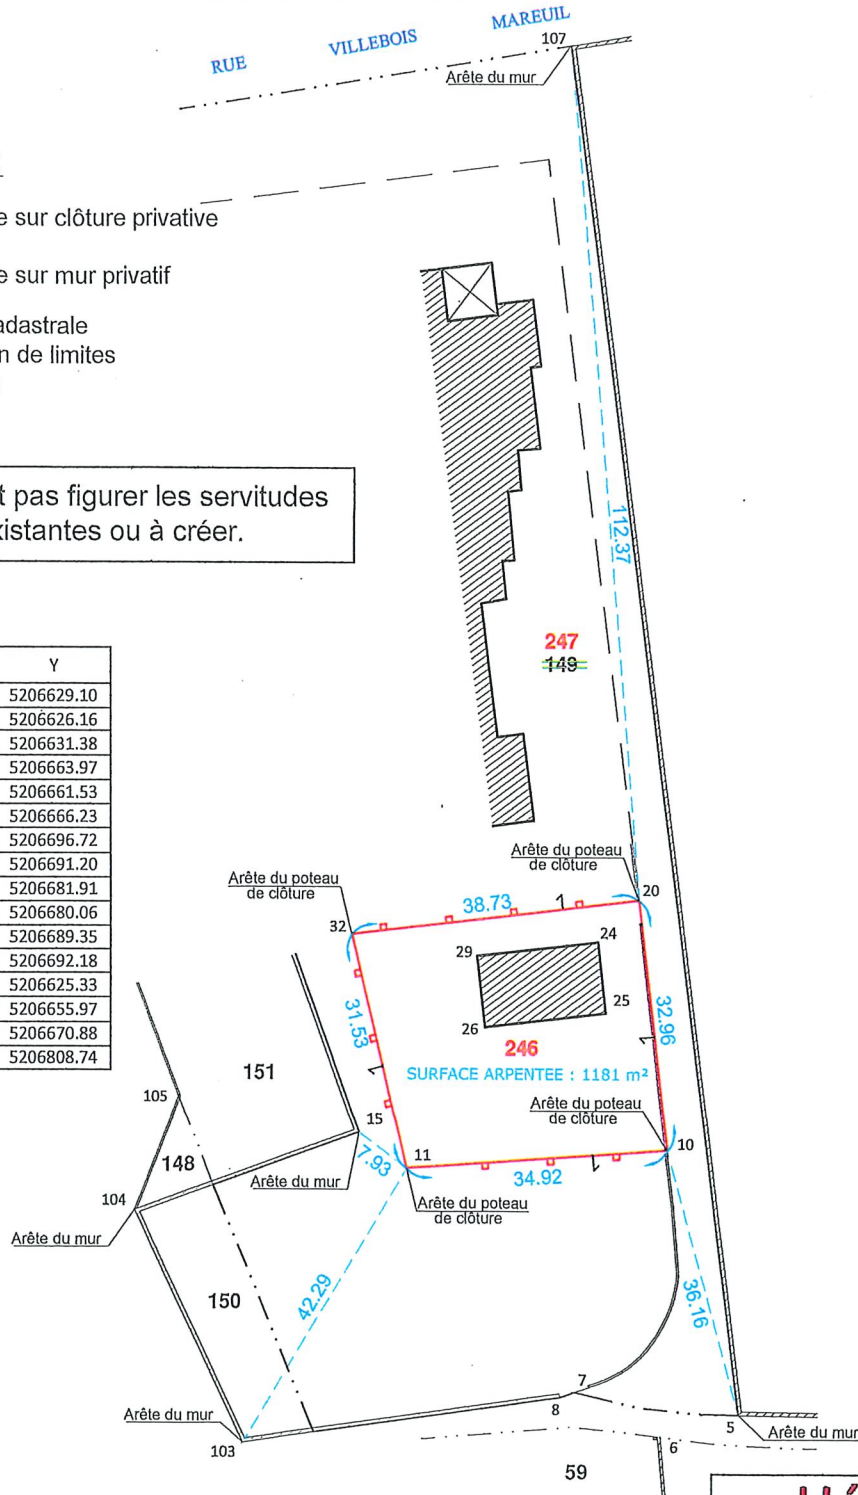 RUE VILLEBOIS MAREUIL
107
Arête du mur
e sur clôture privative
e sur mur privatif
adastrale
n de limites
t pas figurer les servitudes
xistantes ou à créer.
112.37
247
149
Y
5206629.10
5206626.16
5206631.38
5206663.97
5206661.53
5206666.23
5206696.72
5206691.20
5206681.91
5206680.06
5206689.35
5206692.18
5206625.33
5206655.97
5206670.88
5206808.74
Arête du poteau
de clôture
20
Arête du poteau
de clôture
38.73
1
32
29
24
25
26
31.53
32.96
1
1
246
SURFACE ARPENTEE : 1181 m²
Arête du poteau
de clôture
10
151
105
15
11
7.93
34.92
1
148
Arête du mur
Arête du poteau
de clôture
104
Arête du mur
150
42.29
36.16
7
8
Arête du mur
103
5
Arête du mur
6
59